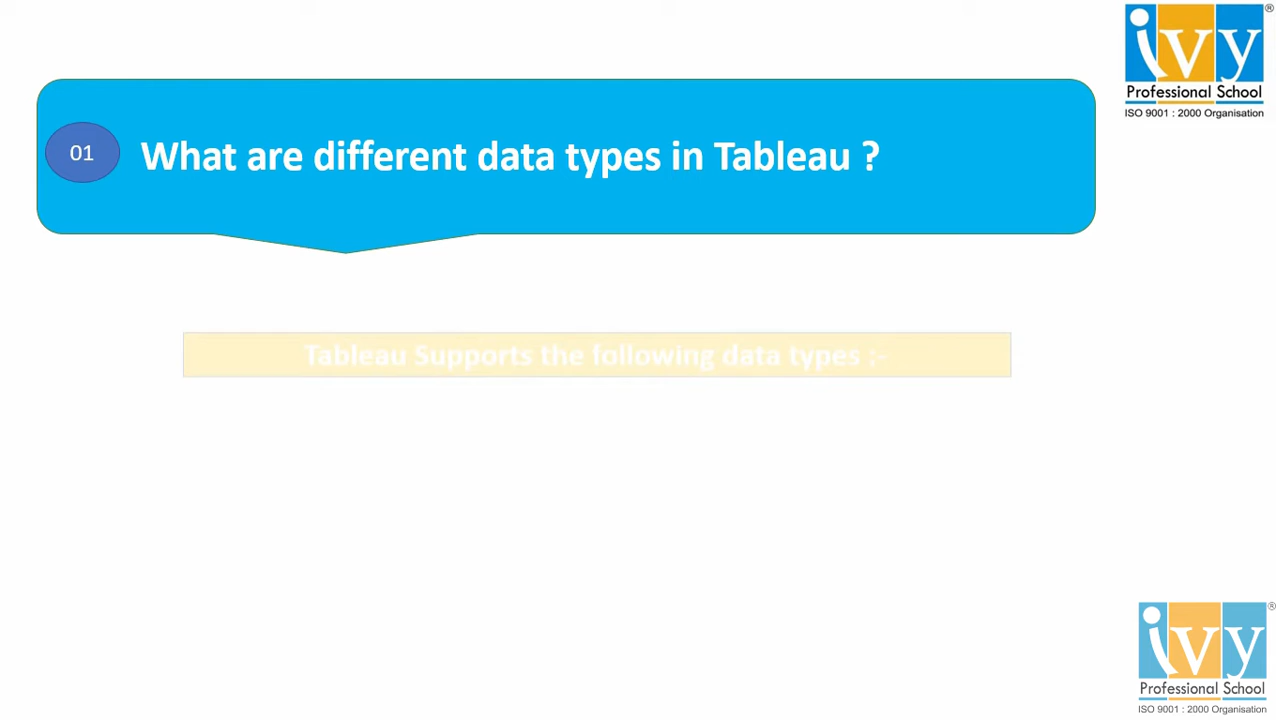 ivy
®
Professional School
ISO 9001 : 2000 Organisation
01
What are different data types in Tableau ?
Tableau Supports the following data types :-
ivy
®
Professional School
ISO 9001 : 2000 Organisation